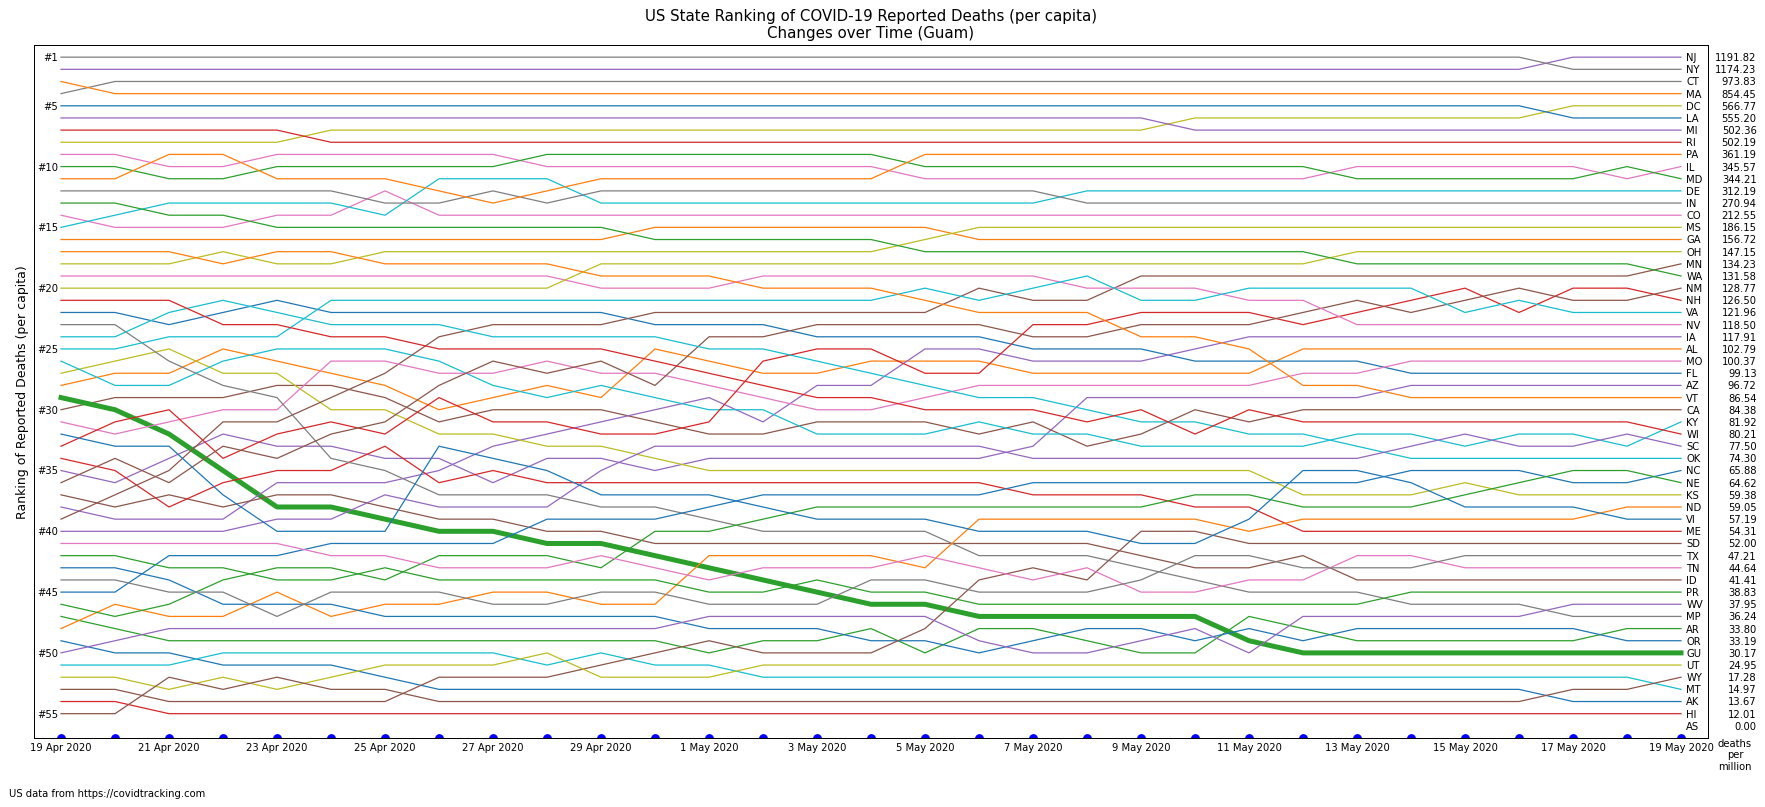 US State Ranking of COVID-19 Reported Deaths (per capita)
Changes over Time (Guam)
Ranking of Reported Deaths (per capita)
#1
#5
#10
#15
#20
#25
#30
#35
#40
#45
#50
#55
NJ 1191.82
NY 1174.23
CT 973.83
MA 854.45
DC 566.77
LA 555.20
MI 502.36
RI 502.19
PA 361.19
IL 345.57
MD 344.21
DE 312.19
IN 270.94
CO 212.55
MS 186.15
GA 156.72
OH 147.15
MN 134.23
WA 131.58
NM 128.77
NH 126.50
VA 121.96
NV 118.50
IA 117.91
AL 102.79
MO 100.37
FL 99.13
AZ 96.72
VT 86.54
CA 84.38
KY 81.92
WI 80.21
SC 77.50
OK 74.30
NC 65.88
NE 64.62
KS 59.38
ND 59.05
VI 57.19
ME 54.31
SD 52.00
TX 47.21
TN 44.64
ID 41.41
PR 38.83
WV 37.95
MP 36.24
AR 33.80
OR 33.19
GU 30.17
UT 24.95
WY 17.28
MT 14.97
AK 13.67
HI 12.01
AS 0.00
19 Apr 2020 21 Apr 2020 23 Apr 2020 25 Apr 2020 27 Apr 2020 29 Apr 2020 1 May 2020 3 May 2020 5 May 2020 7 May 2020 9 May 2020 11 May 2020 13 May 2020 15 May 2020 17 May 2020 19 May 2020
deaths
per
million
US data from https://covidtracking.com